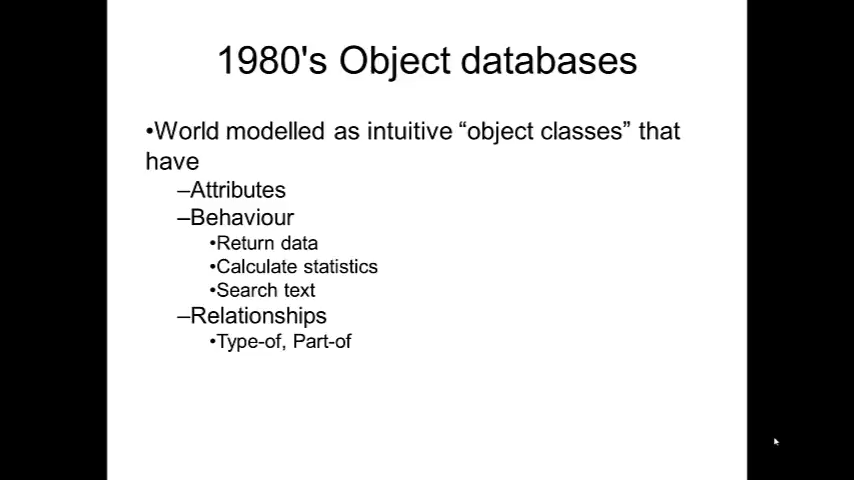 1980's Object databases
•World modelled as intuitive “object classes” that
have
–Attributes
–Behaviour
•Return data
•Calculate statistics
•Search text
–Relationships
•Type-of, Part-of